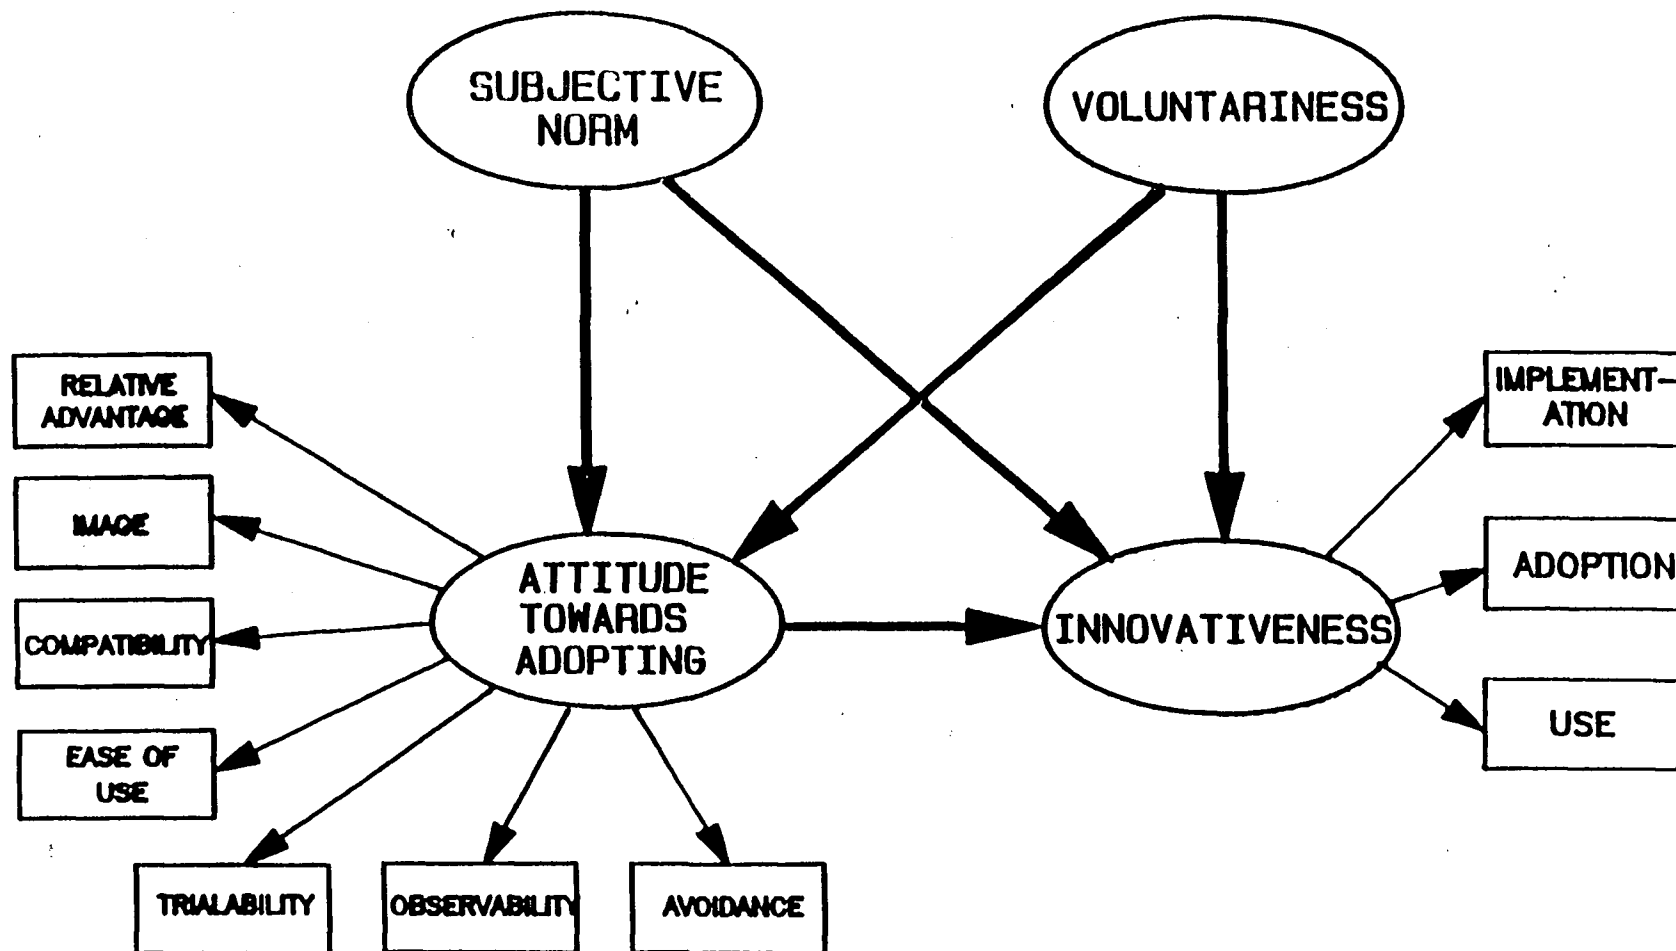 SUBJECTIVE
NORM
VOLUNTARINESS
RELATIVE
ADVANTAGE
IMAGE
COMPATIBILITY
EASE OF
USE
TRIALABILITY
OBSERVABILITY
AVOIDANCE
ATTITUDE
TOWARDS
ADOPTING
INNOVATIVENESS
IMPLEMENT-
ATION
ADOPTION
USE